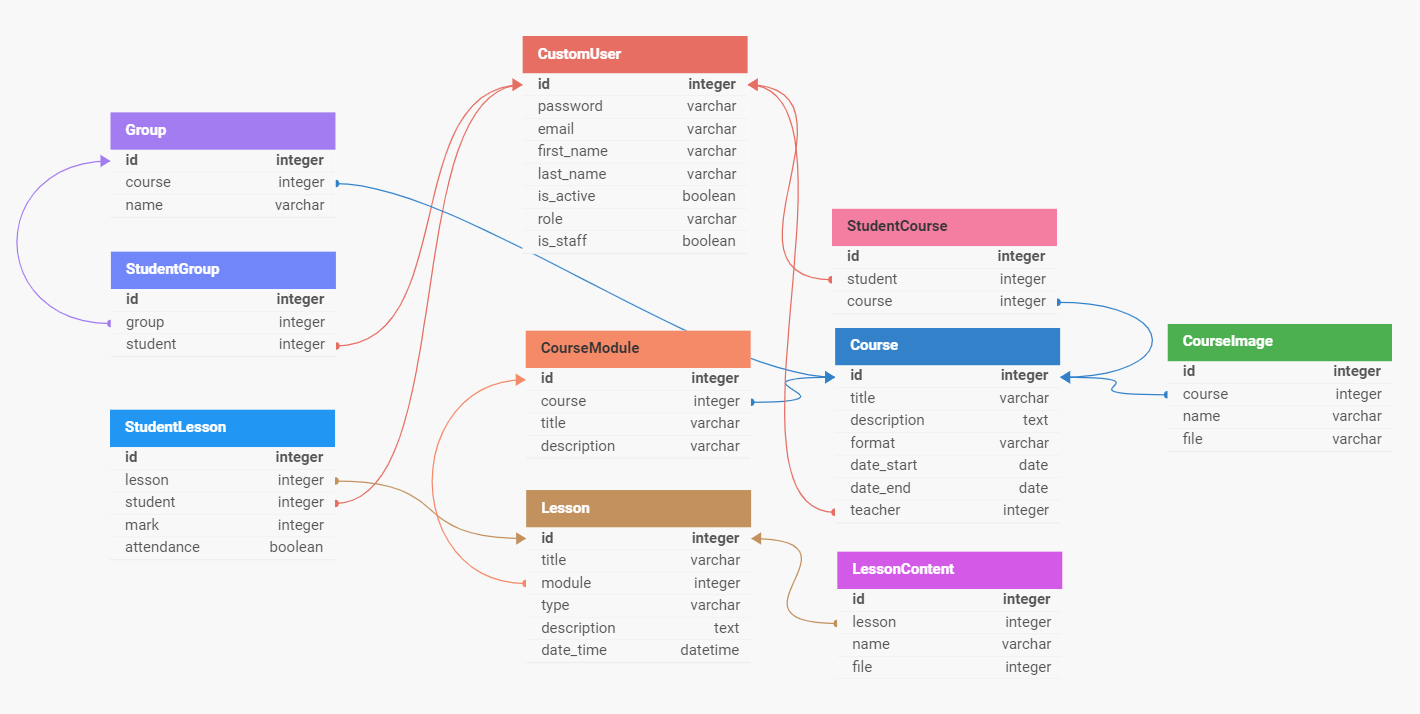 CustomUser
id integer
password varchar
email varchar
first_name varchar
last_name varchar
is_active boolean
role varchar
is_staff boolean
Group
id integer
course integer
name varchar
StudentGroup
id integer
group integer
student integer
StudentLesson
id integer
lesson integer
student integer
mark integer
attendance boolean
CourseModule
id integer
course integer
title varchar
description varchar
Lesson
id integer
title varchar
module integer
type varchar
description text
date_time datetime
StudentCourse
id integer
student integer
course integer
Course
id integer
title varchar
description text
format varchar
date_start date
date_end date
teacher integer
LessonContent
id integer
lesson integer
name varchar
file integer
CourseImage
id integer
course integer
name varchar
file varchar